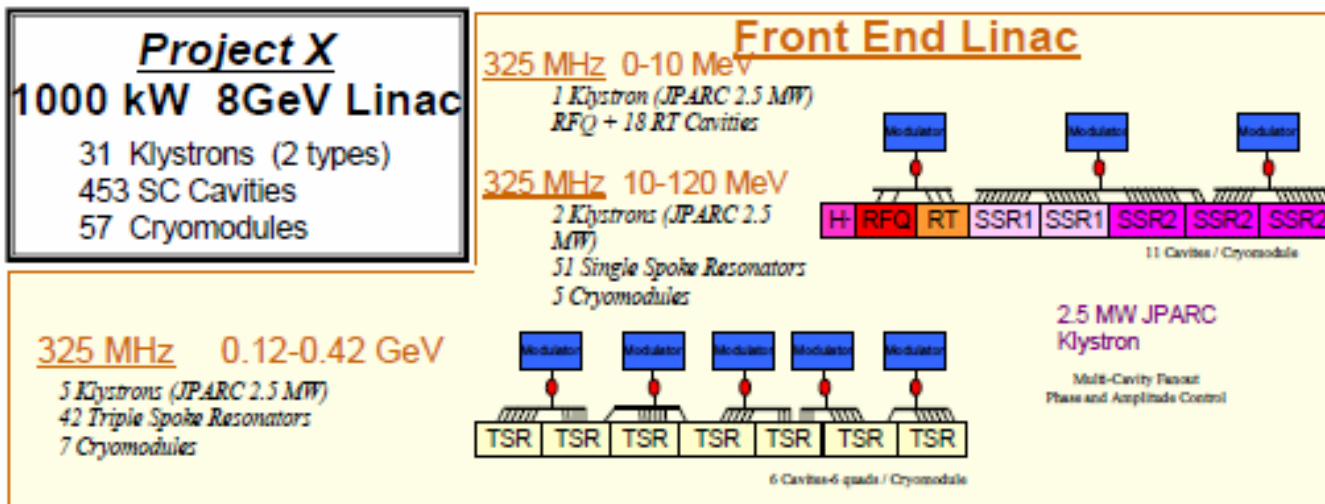 Project X
1000 kW 8GeV Linac
31 Klystrons (2 types)
453 SC Cavities
57 Cryomodules
Front End Linac
325 MHz 0-10 MeV
1 Klystron (JPARC 2.5 MW)
RFQ + 18 RT Cavities
Modulator Modulator Modulator
325 MHz 10-120 MeV
2 Klystrons (JPARC 2.5
MW)
51 Single Spoke Resonators
5 Cryomodules
H- RFQ RT SSR1 SSR1 SSR2 SSR2 SSR2
11 Cavites / Cryomodule
2.5 MW JPARC
Klystron
Multi-Cavity Fanout
Phase and Amplitude Control
325 MHz 0.12-0.42 GeV
5 Klystrons (JPARC 2.5 MW)
42 Triple Spoke Resonators
7 Cryomodules
Modulator Modulator Modulator Modulator Modulator
TSR TSR TSR TSR TSR TSR TSR
6 Cavites-6 quads / Cryomodule